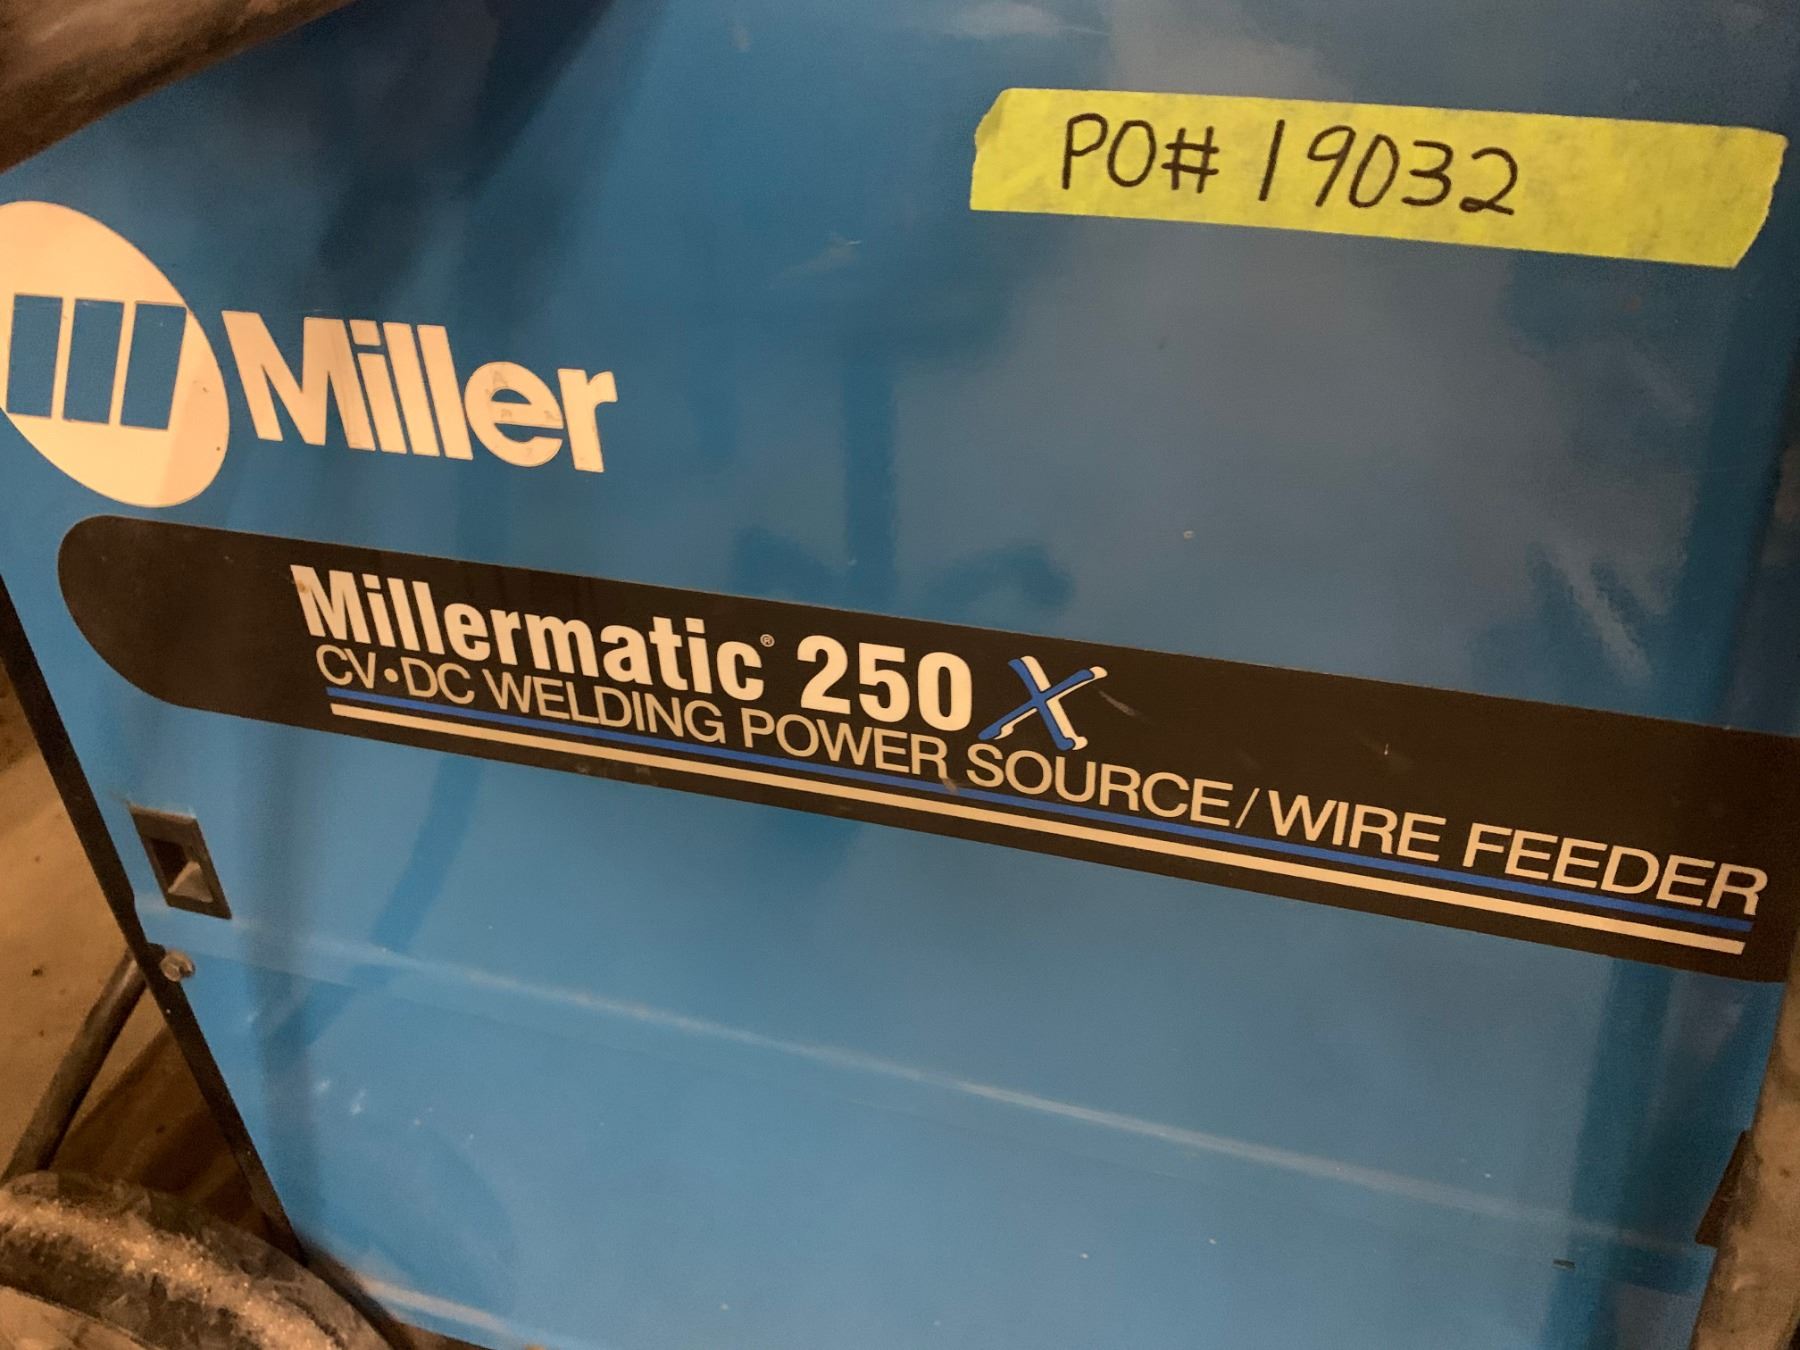 PO# 19032
Miller
Millermatic® 250 X
CV•DC WELDING POWER SOURCE/WIRE FEEDER